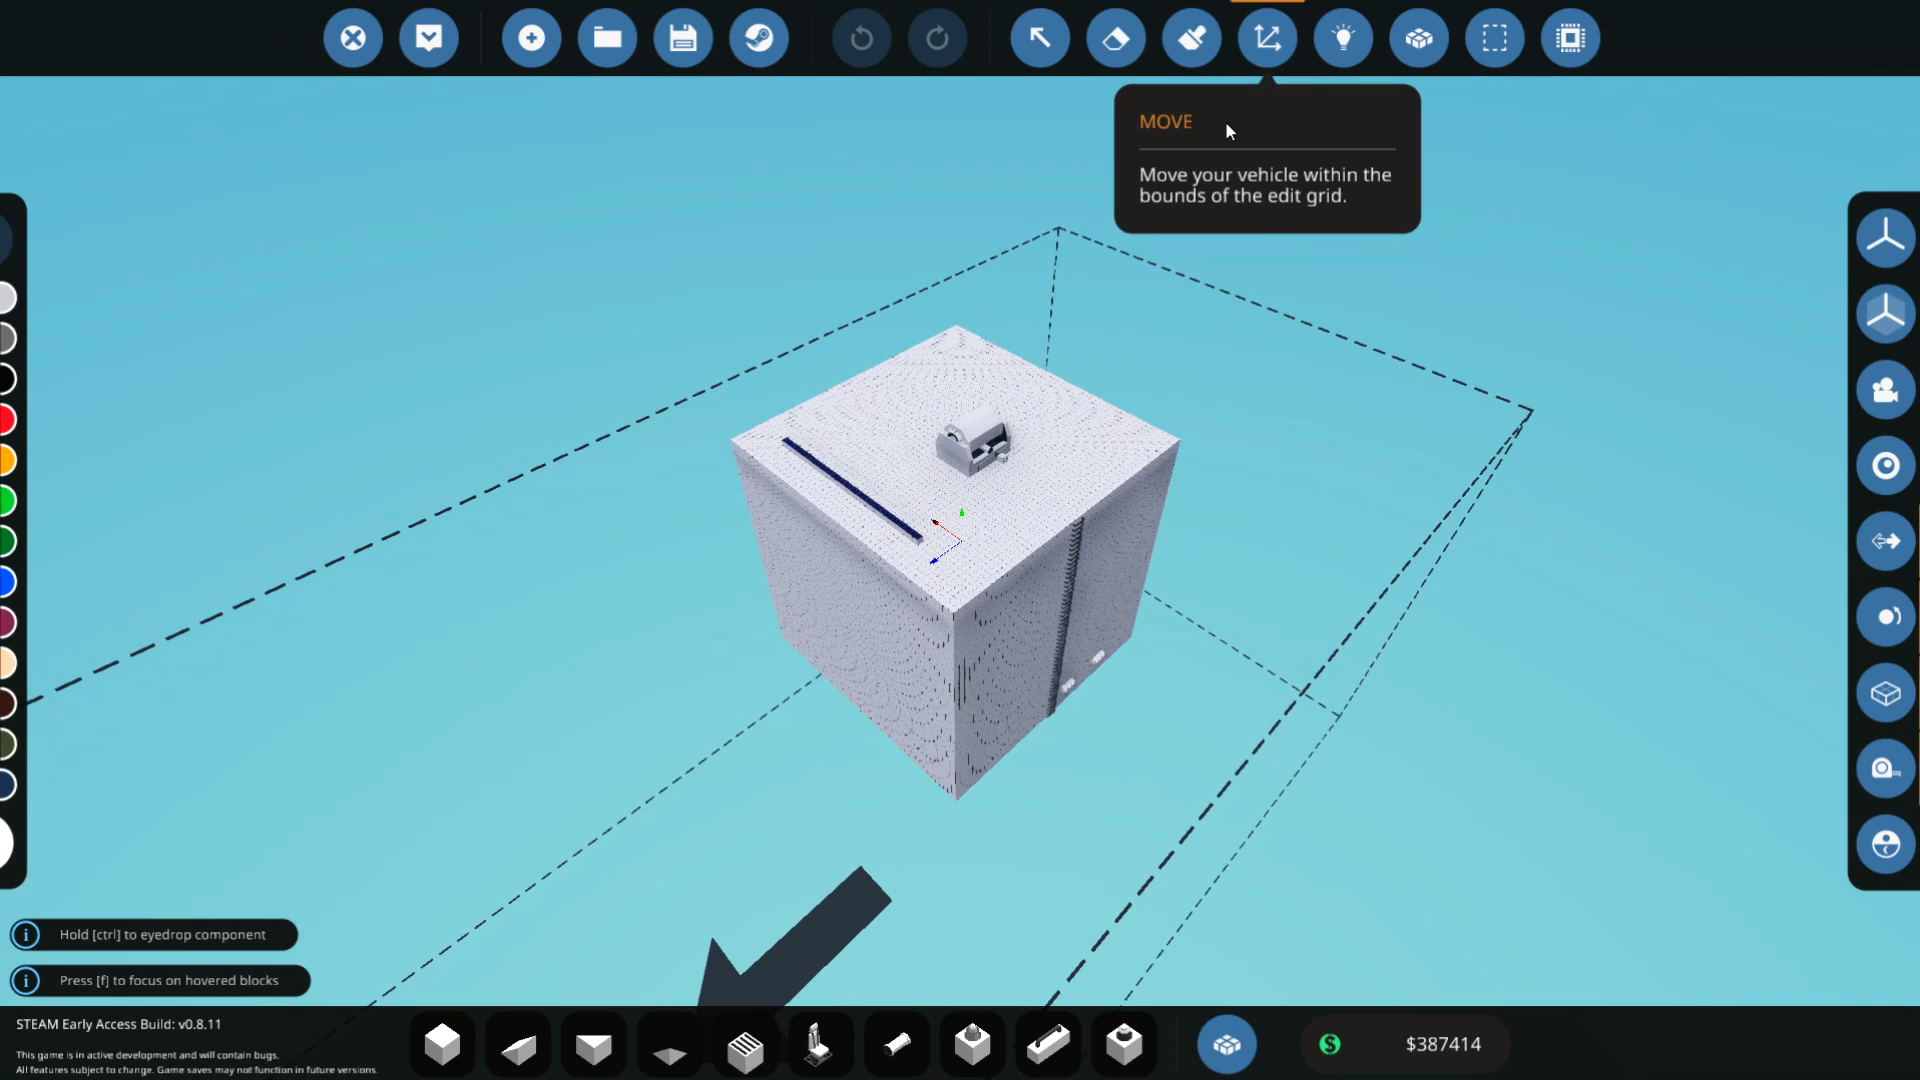 MOVE
Move your vehicle within the
bounds of the edit grid.
Hold [ctrl] to eyedrop component
Press [f] to focus on hovered blocks
STEAM Early Access Build: v0.8.11
This game is in active development and will contain bugs.
All features subject to change. Game saves may not function in future versions.
$387414